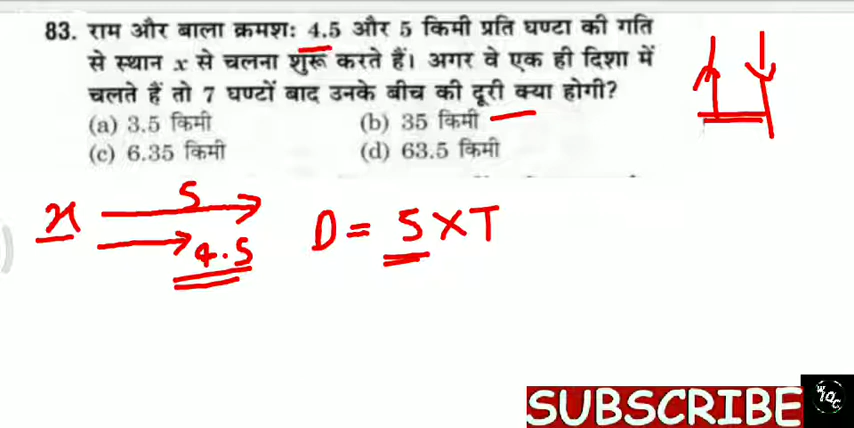 83. राम और बाला क्रमशः 4.5 और 5 किमी प्रति घण्टा की गति
से स्थान x से चलना शुरू करते हैं। अगर वे एक ही दिशा में
चलते हैं तो 7 घण्टों बाद उनके बीच की दूरी क्या होगी?
(a) 3.5 किमी (b) 35 किमी
(c) 6.35 किमी (d) 63.5 किमी
x 5 D = S × T
4.5
SUBSCRIBE